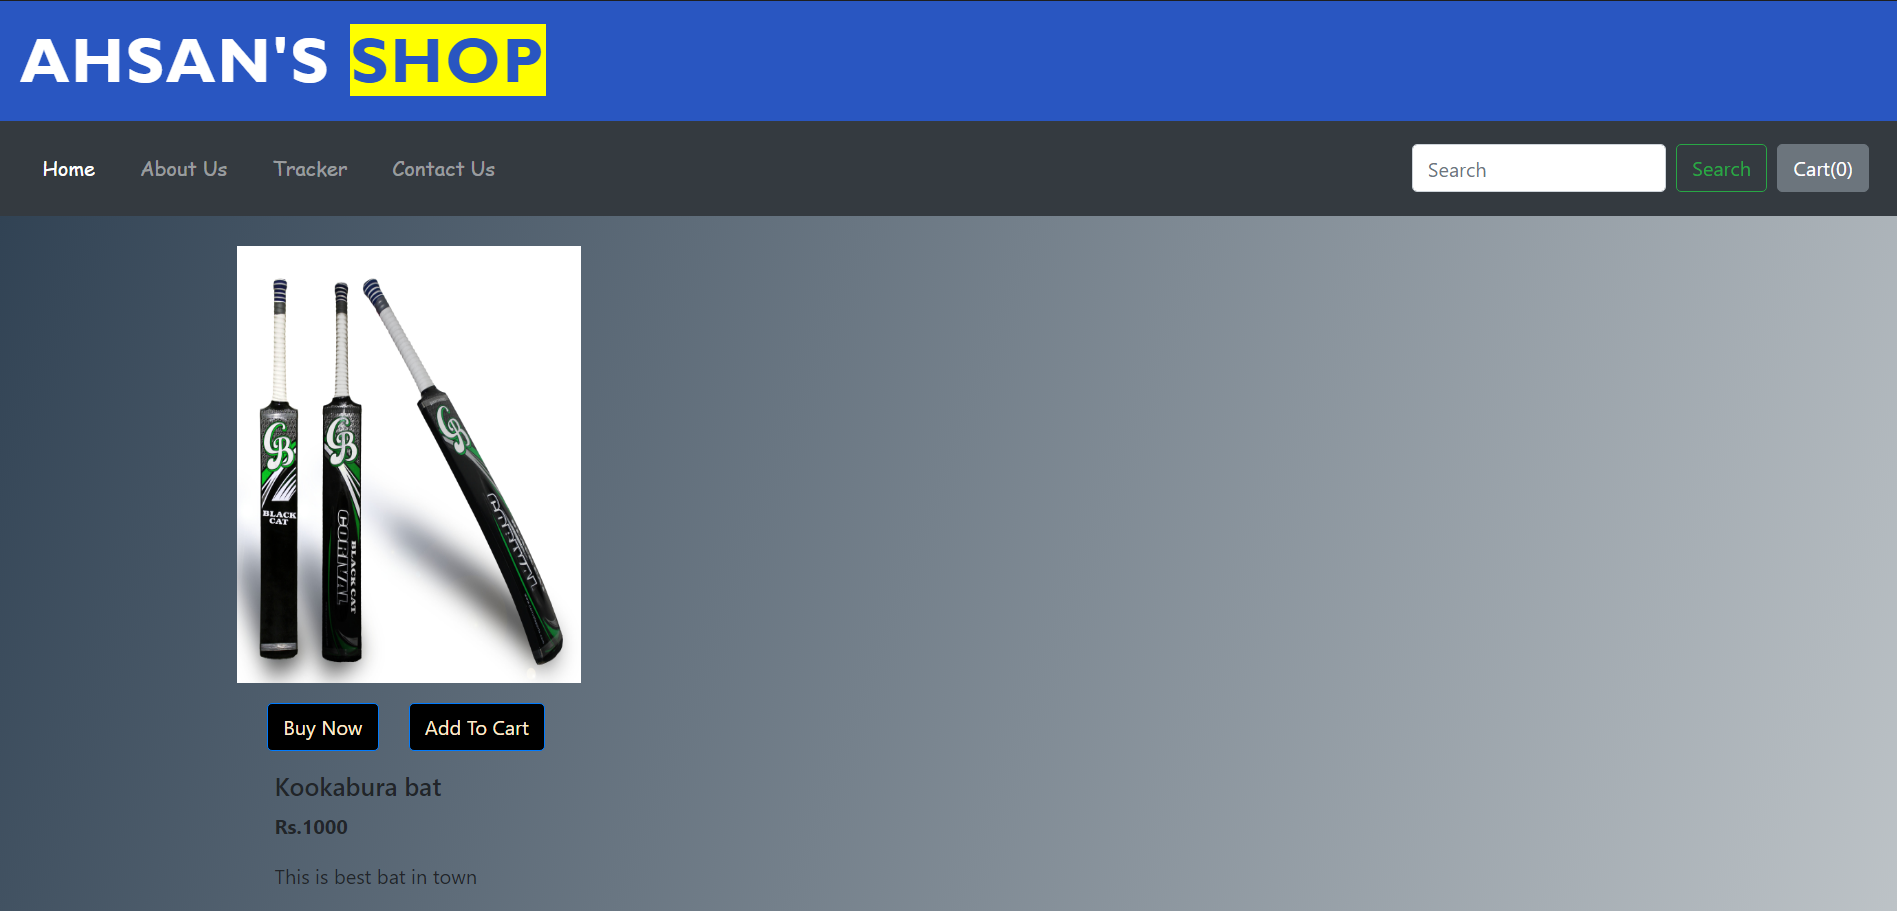 AHSAN'S SHOP
Home About Us Tracker Contact Us Search Search Cart(0)
CB CB CB
BLACK
CAT
CORIVAL
BLACK CAT
Buy Now Add To Cart
Kookabura bat
Rs.1000
This is best bat in town